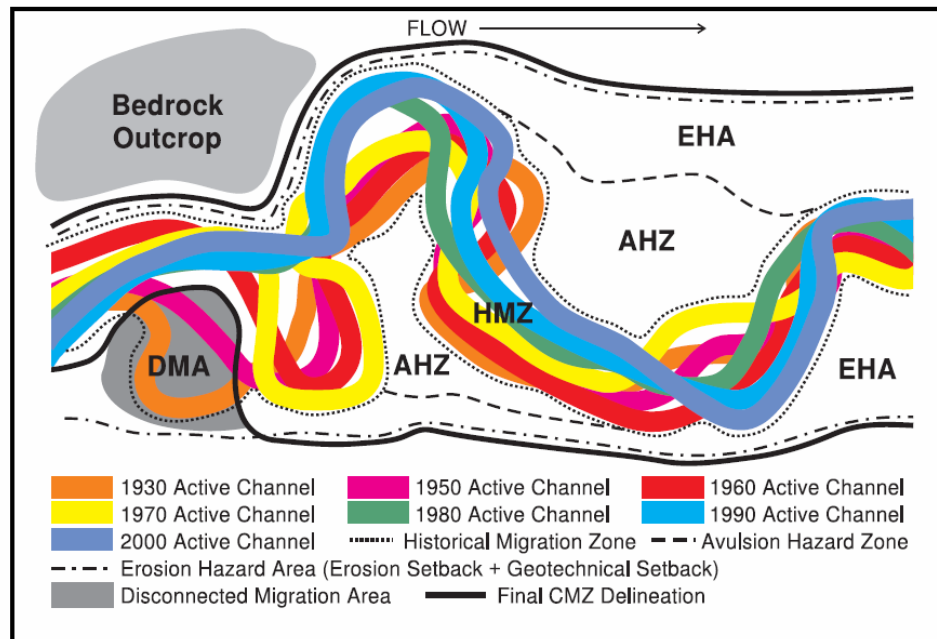 FLOW
Bedrock
Outcrop
EHA
AHZ
HMZ
DMA
AHZ
EHA
1930 Active Channel
1950 Active Channel
1960 Active Channel
1970 Active Channel
1980 Active Channel
1990 Active Channel
2000 Active Channel
Historical Migration Zone
Avulsion Hazard Zone
Erosion Hazard Area (Erosion Setback + Geotechnical Setback)
Disconnected Migration Area
Final CMZ Delineation